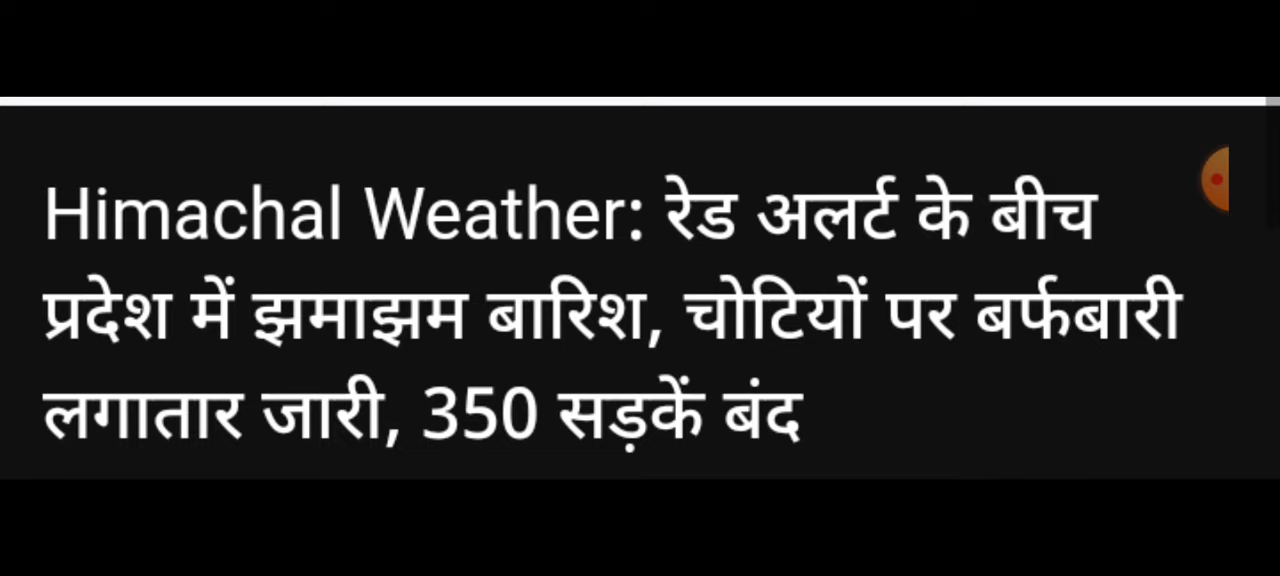 Himachal Weather: रेड अलर्ट के बीच
प्रदेश में झमाझम बारिश, चोटियों पर बर्फबारी
लगातार जारी, 350 सड़कें बंद